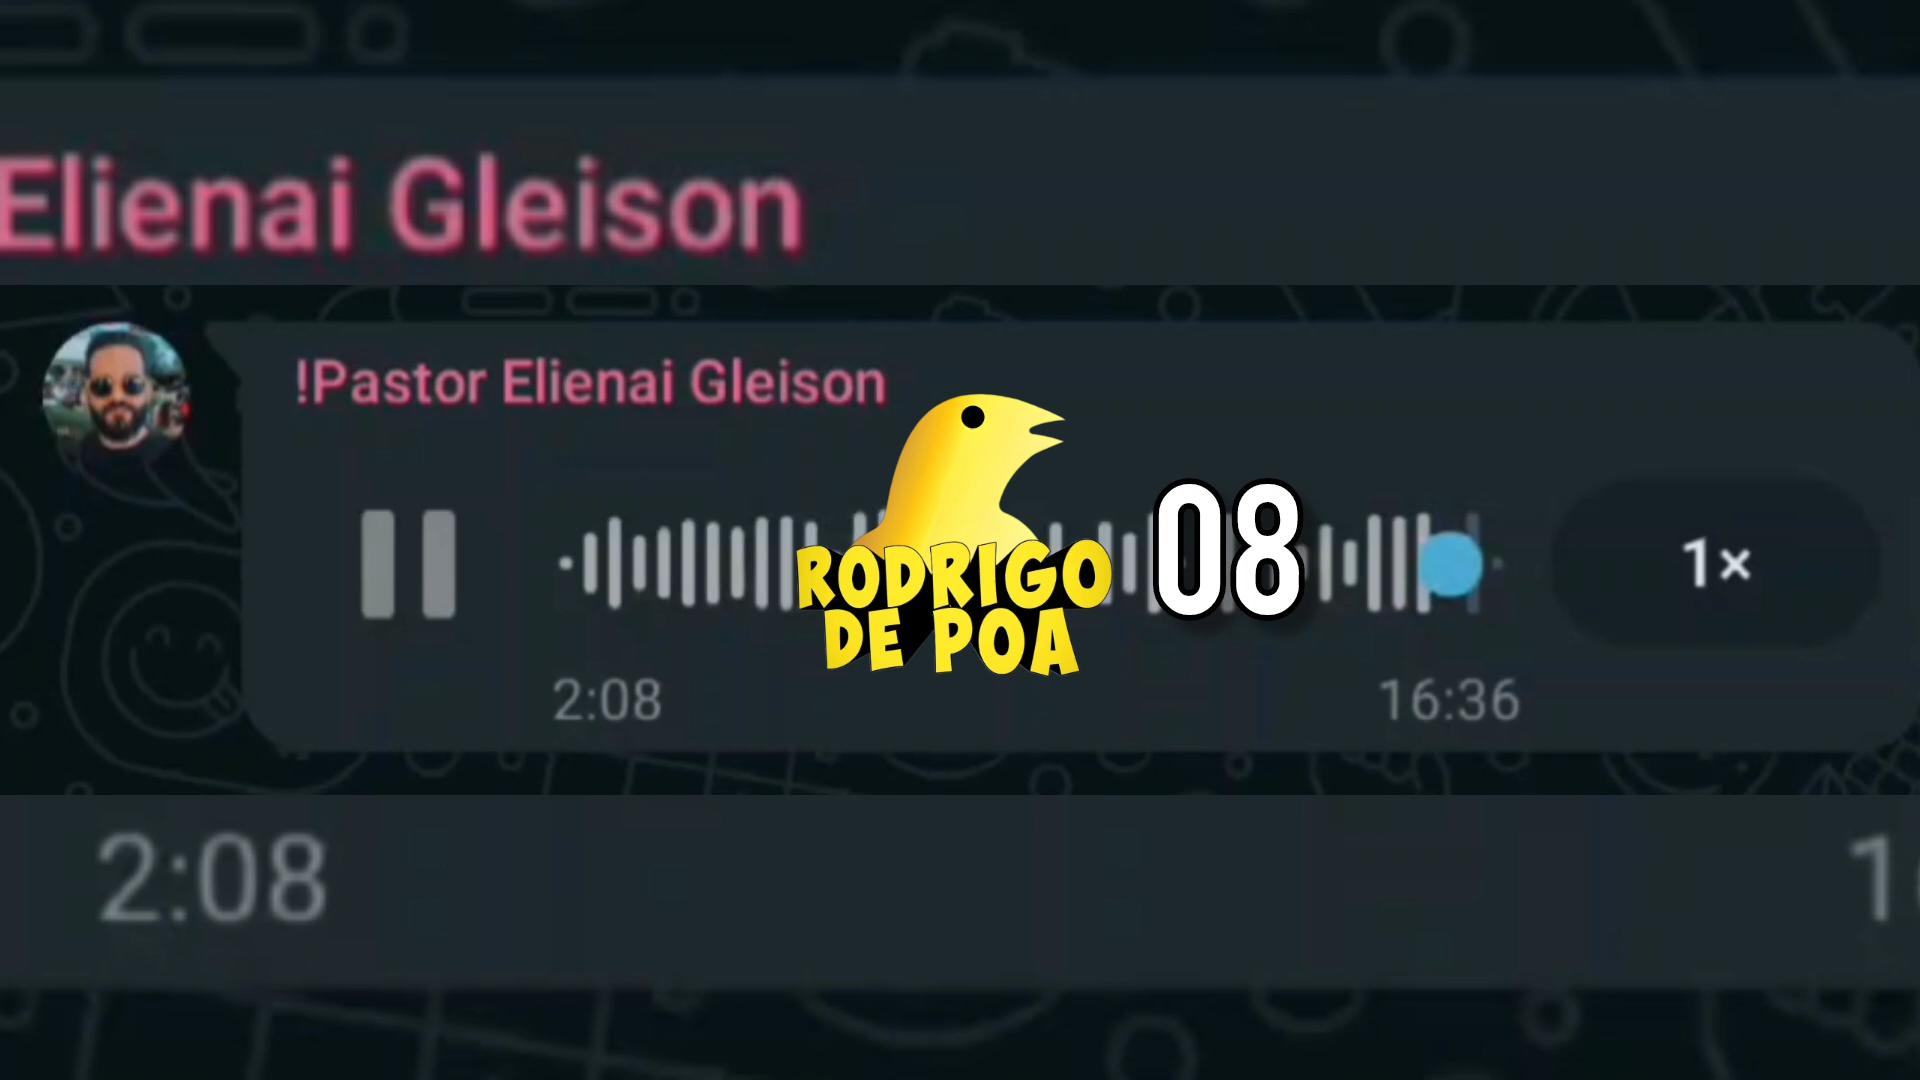 Elienai Gleison
!Pastor Elienai Gleison
RODRIGO
DE POA
08
1×
2:08
16:36
2:08